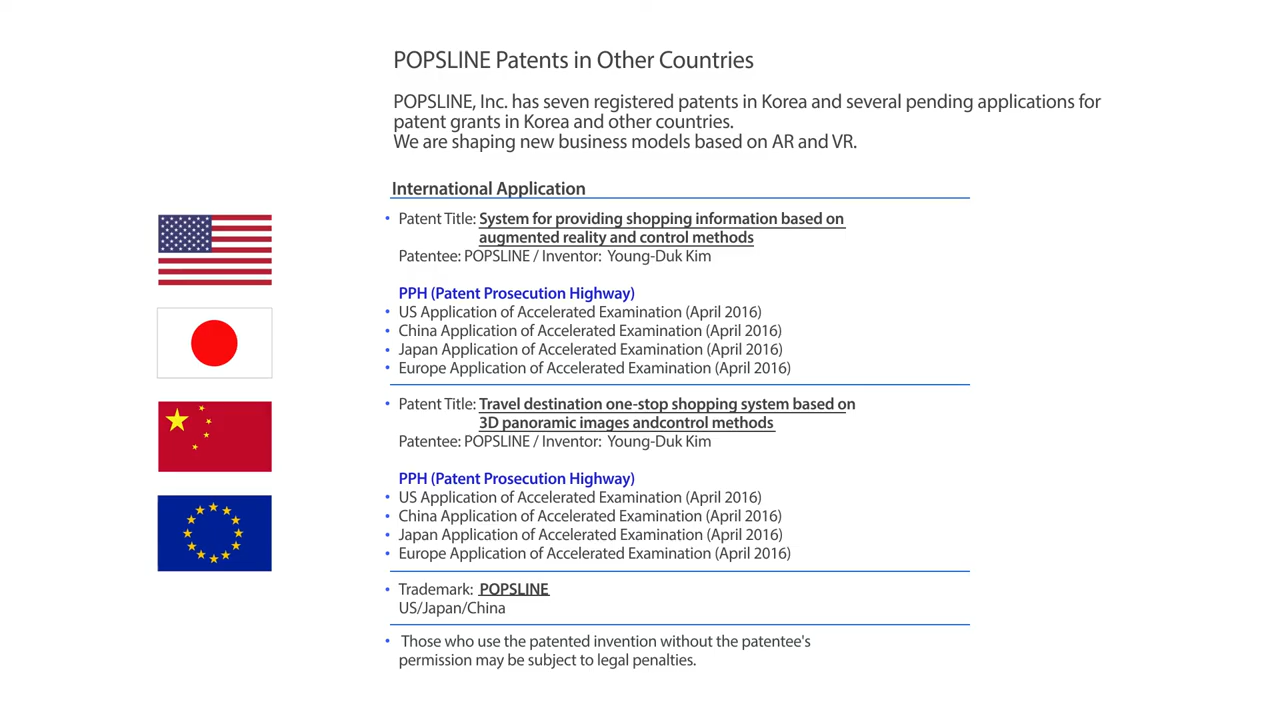 POPSLINE Patents in Other Countries
POPSLINE, Inc. has seven registered patents in Korea and several pending applications for
patent grants in Korea and other countries.
We are shaping new business models based on AR and VR.
International Application
• Patent Title: System for providing shopping information based on
augmented reality and control methods
Patentee: POPSLINE / Inventor: Young-Duk Kim
PPH (Patent Prosecution Highway)
• US Application of Accelerated Examination (April 2016)
• China Application of Accelerated Examination (April 2016)
• Japan Application of Accelerated Examination (April 2016)
• Europe Application of Accelerated Examination (April 2016)
• Patent Title: Travel destination one-stop shopping system based on
3D panoramic images andcontrol methods
Patentee: POPSLINE / Inventor: Young-Duk Kim
PPH (Patent Prosecution Highway)
• US Application of Accelerated Examination (April 2016)
• China Application of Accelerated Examination (April 2016)
• Japan Application of Accelerated Examination (April 2016)
• Europe Application of Accelerated Examination (April 2016)
• Trademark: POPSLINE
US/Japan/China
• Those who use the patented invention without the patentee's
permission may be subject to legal penalties.